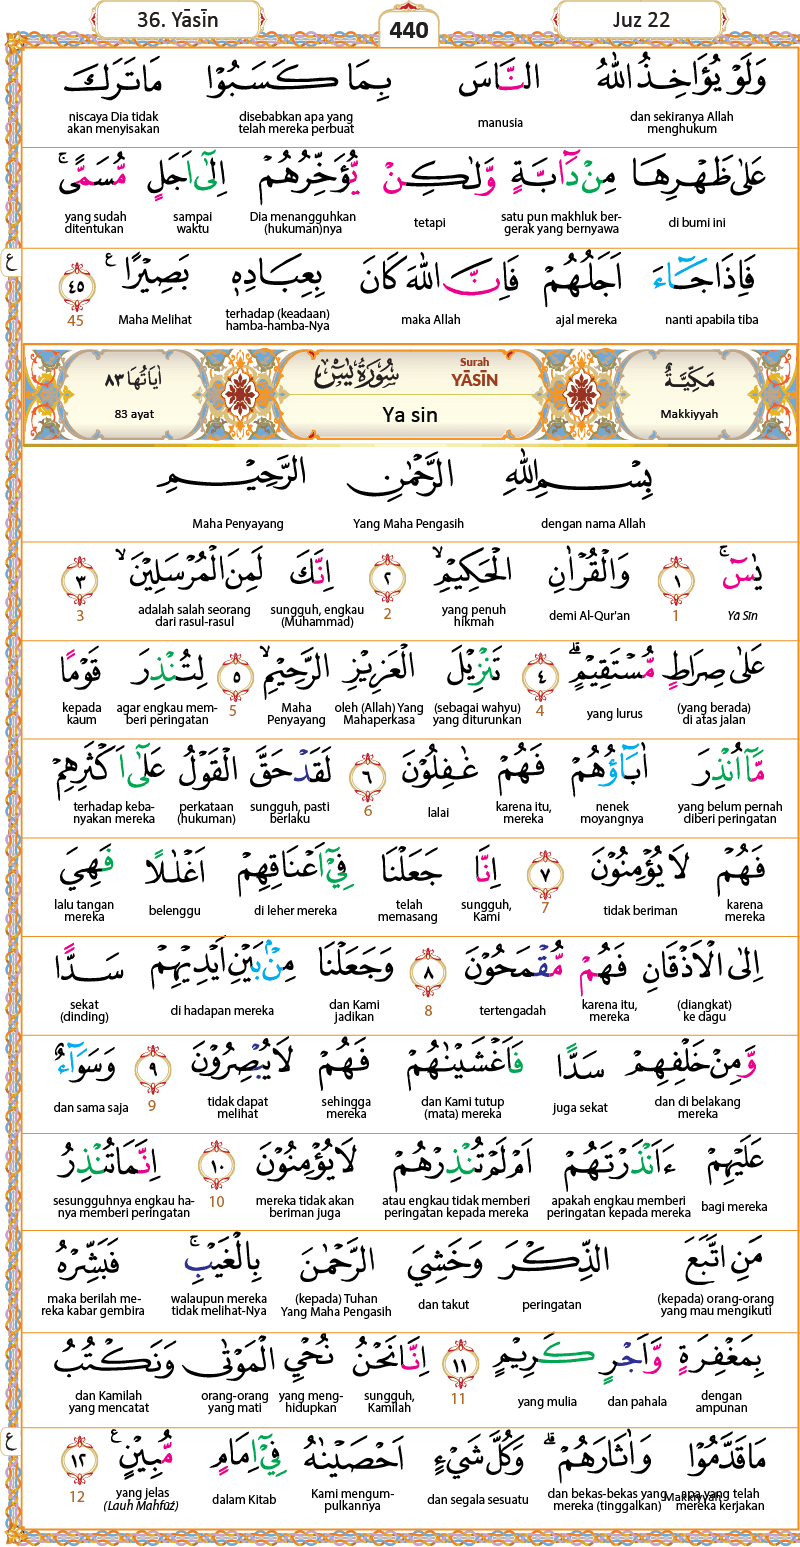 36. Yāsīn 440 Juz 22
وَلَوْ يُؤَاخِذُ اللّٰهُ النَّاسَ بِمَا كَسَبُوْا مَا تَرَكَ
dan sekiranya Allah menghukum manusia disebabkan apa yang telah mereka perbuat niscaya Dia tidak akan menyisakan
عَلٰى ظَهْرِهَا مِنْ دَاۤبَّةٍ وَّلٰكِنْ يُّؤَخِّرُهُمْ اِلٰٓى اَجَلٍ مُّسَمًّىۚ
di bumi ini satu pun makhluk ber-gerak yang bernyawa tetapi Dia menangguhkan (hukuman)nya sampai waktu yang sudah ditentukan
ع
فَاِذَا جَاۤءَ اَجَلُهُمْ فَاِنَّ اللّٰهَ كَانَ بِعِبَادِهٖ بَصِيْرًا ࣖ ٤٥
nanti apabila tiba ajal mereka maka Allah terhadap (keadaan) hamba-hamba-Nya Maha Melihat 45
مَكِّيَّةٌ Surah YĀSĪN سُوْرَةُ يٰسۤ اٰيَاتُهَا ٨٣
Makkiyyah Ya sin 83 ayat
بِسْمِ اللّٰهِ الرَّحْمٰنِ الرَّحِيْمِ
dengan nama Allah Yang Maha Pengasih Maha Penyayang
يٰسۤۚ ١ وَالْقُرْاٰنِ الْحَكِيْمِۙ ٢ اِنَّكَ لَمِنَ الْمُرْسَلِيْنَۙ ٣
Yā Sīn 1 demi Al-Qur'an yang penuh hikmah 2 sungguh, engkau (Muhammad) adalah salah seorang dari rasul-rasul 3
عَلٰى صِرَاطٍ مُّسْتَقِيْمٍۗ ٤ تَنْزِيْلَ الْعَزِيْزِ الرَّحِيْمِۙ ٥ لِتُنْذِرَ قَوْمًا
(yang berada) di atas jalan yang lurus 4 (sebagai wahyu) yang diturunkan oleh (Allah) Yang Mahaperkasa Maha Penyayang 5 agar engkau mem-beri peringatan kepada kaum
مَّآ اُنْذِرَ اٰبَاۤؤُهُمْ فَهُمْ غٰفِلُوْنَ ٦ لَقَدْ حَقَّ الْقَوْلُ عَلٰٓى اَكْثَرِهِمْ
yang belum pernah diberi peringatan nenek moyangnya karena itu, mereka lalai 6 sungguh, pasti berlaku perkataan (hukuman) terhadap keba-nyakan mereka
فَهُمْ لَا يُؤْمِنُوْنَ ٧ اِنَّا جَعَلْنَا فِيْٓ اَعْنَاقِهِمْ اَغْلٰلًا فَهِيَ
karena mereka tidak beriman 7 sungguh, Kami telah memasang di leher mereka belenggu lalu tangan mereka
اِلَى الْاَذْقَانِ فَهُمْ مُّقْمَحُوْنَ ٨ وَجَعَلْنَا مِنْۢ بَيْنِ اَيْدِيْهِمْ سَدًّا
(diangkat) ke dagu karena itu, mereka tertengadah 8 dan Kami jadikan di hadapan mereka sekat (dinding)
وَّمِنْ خَلْفِهِمْ سَدًّا فَاَغْشَيْنٰهُمْ فَهُمْ لَا يُبْصِرُوْنَ ٩ وَسَوَاۤءٌ
dan di belakang mereka juga sekat dan Kami tutup (mata) mereka sehingga mereka tidak dapat melihat 9 dan sama saja
عَلَيْهِمْ ءَاَنْذَرْتَهُمْ اَمْ لَمْ تُنْذِرْهُمْ لَا يُؤْمِنُوْنَ ١٠ اِنَّمَا تُنْذِرُ
bagi mereka apakah engkau memberi peringatan kepada mereka atau engkau tidak memberi peringatan kepada mereka mereka tidak akan beriman juga 10 sesungguhnya engkau ha-nya memberi peringatan
مَنِ اتَّبَعَ الذِّكْرَ وَخَشِيَ الرَّحْمٰنَ بِالْغَيْبِۚ فَبَشِّرْهُ
(kepada) orang-orang yang mau mengikuti peringatan dan takut (kepada) Tuhan Yang Maha Pengasih walaupun mereka tidak melihat-Nya maka berilah me-reka kabar gembira
بِمَغْفِرَةٍ وَّاَجْرٍ كَرِيْمٍ ١١ اِنَّا نَحْنُ نُحْيِ الْمَوْتٰى وَنَكْتُبُ
dengan ampunan dan pahala yang mulia 11 sungguh, Kamilah yang meng-hidupkan orang-orang yang mati dan Kamilah yang mencatat
ع
مَا قَدَّمُوْا وَاٰثَارَهُمْۗ وَكُلَّ شَيْءٍ اَحْصَيْنٰهُ فِيْٓ اِمَامٍ مُّبِيْنٍ ࣖ ١٢
apa yang telah mereka kerjakan Makkiyyah dan bekas-bekas yang mereka (tinggalkan) dan segala sesuatu Kami kumpulkannya dalam Kitab yang jelas (Lauh Mahfūẓ) 12